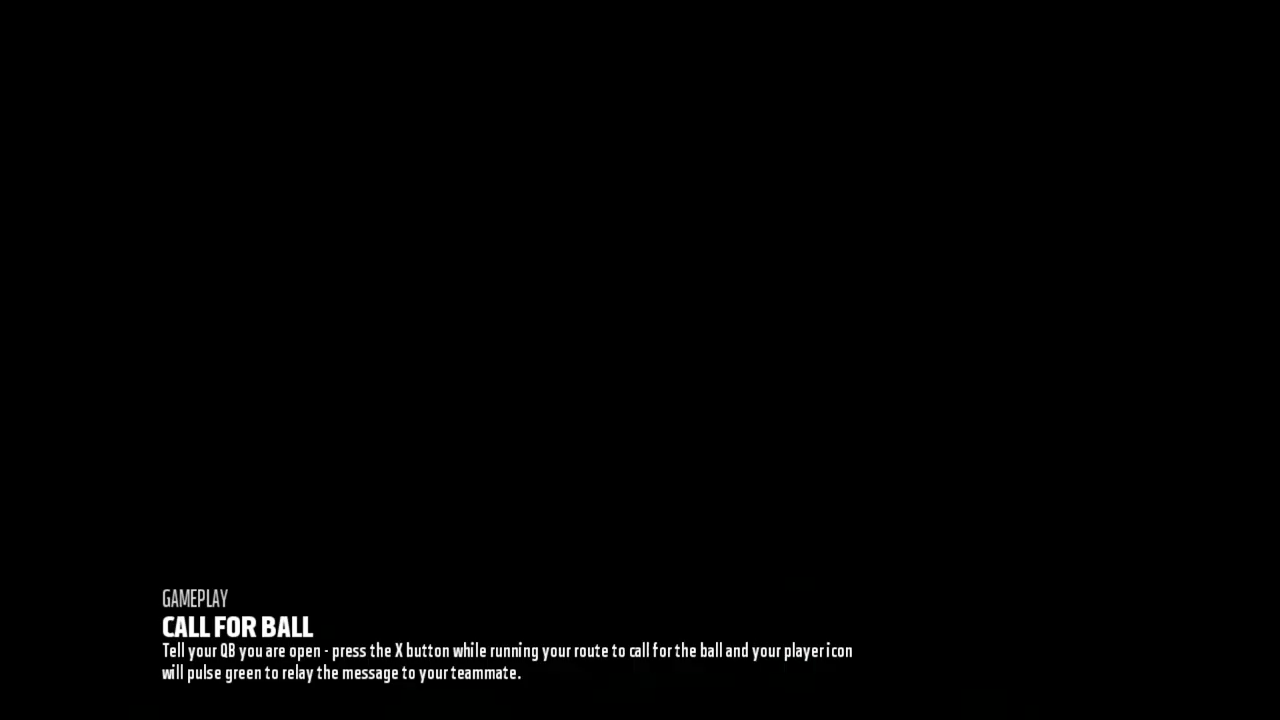 GAMEPLAY
CALL FOR BALL
Tell your QB you are open - press the X button while running your route to call for the ball and your player icon
will pulse green to relay the message to your teammate.